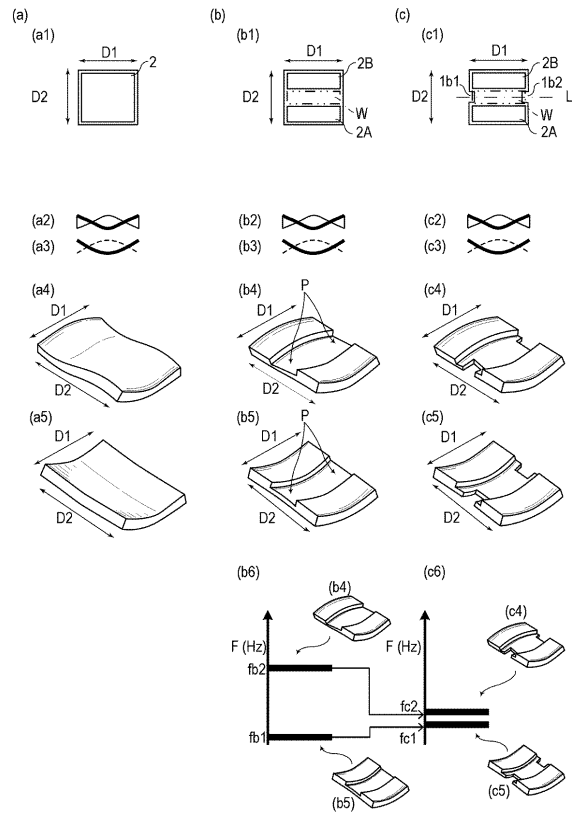 (a) (b) (c)
(a1) (b1) (c1)
D1 2 D1 2B D1 2B
1b1 1b2
D2 D2 D2 L
W W
2A 2A
(a2) (b2) (c2)
(a3) (b3) (c3)
(a4) (b4) P (c4)
D1 D1 D1
D2 D2 D2
(a5) (b5) P (c5)
D1 D1 D1
D2 D2 D2
(b6) (b4) (c6) (c4)
F (Hz) F (Hz)
fb2 fc2
fb1 fc1
(b5) (c5)